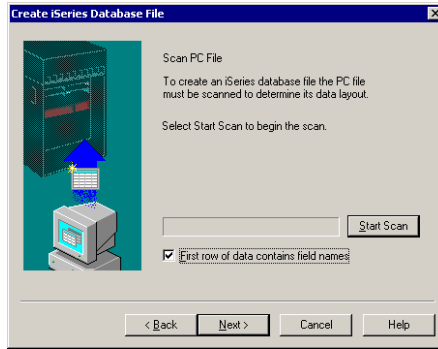 Create iSeries Database File
Scan PC File
To create an iSeries database file the PC file
must be scanned to determine its data layout.
Select Start Scan to begin the scan.
Start Scan
First row of data contains field names
< Back
Next >
Cancel
Help